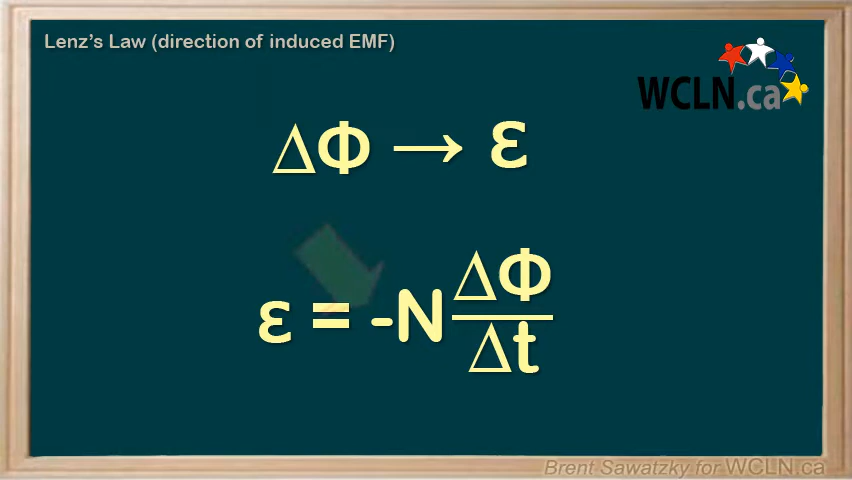 Lenz's Law (direction of induced EMF)
WCLN.ca
ΔΦ → ε
ε = -N ΔΦ/Δt
Brent Sawatzky for WCLN.ca